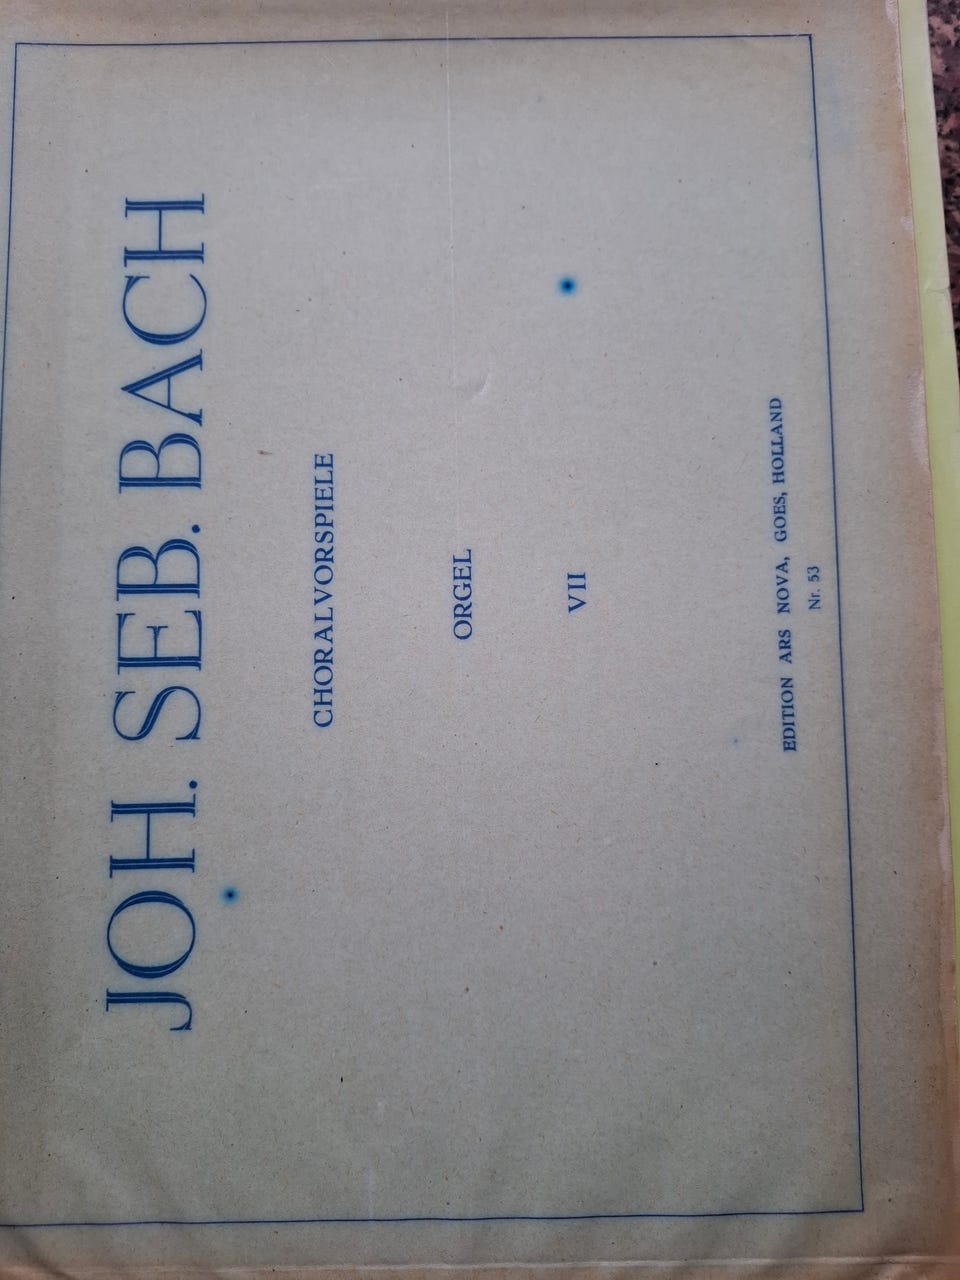 JOH. SEB. BACH
CHORALVORSPIELE
ORGEL
VII
EDITION ARS NOVA, GOES, HOLLAND
Nr. 53